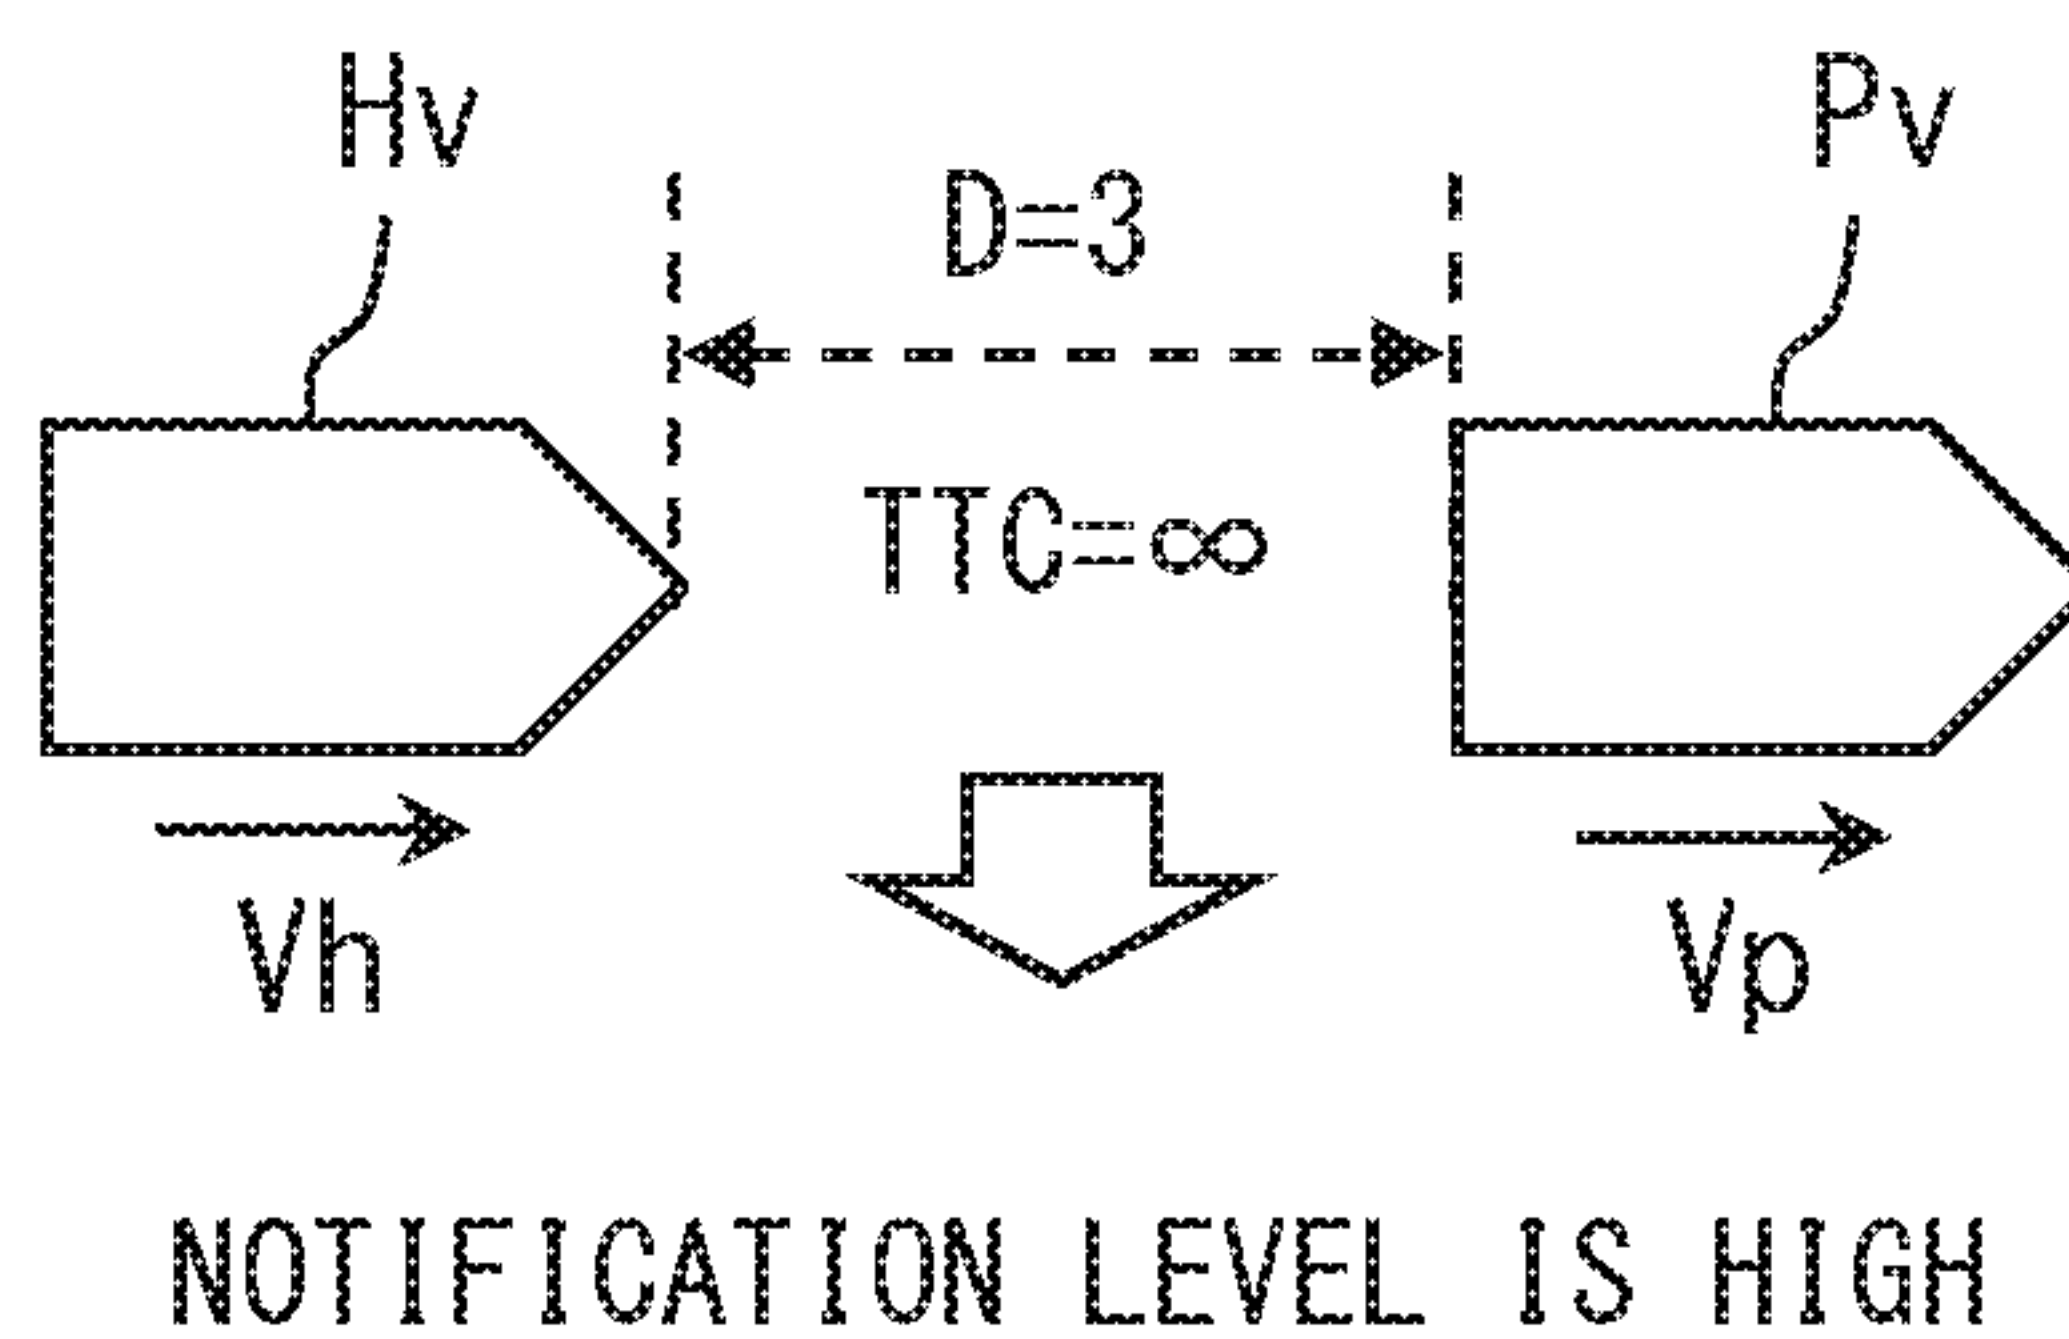 Hv
Pv
D=3
TTC=∞
Vh
Vp
NOTIFICATION LEVEL IS HIGH